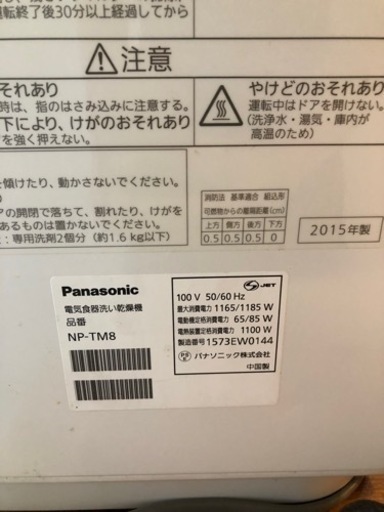 運転終了後30分以上経過してから
⚠注意
それあり
時は、指のはさみ込みに注意する。
下により、けがのおそれあり
を強く押えない。
やけどのおそれあり
運転中はドアを開けない。
(洗浄水・湯気・庫内が
高温のため)
を傾けたり、動かさないでください。
アの開閉で落ちて、割れたり、けがを
あるものは置かないでください。
:専用洗剤2個分(約1.6kg以下)
消防法 基準適合 組込形
可燃物からの離隔距離(cm)
上方 側方 後方 下方
0.5 0.5 0.5 0
2015年製
Panasonic
電気食器洗い乾燥機
品番
NP-TM8
JET
100 V 50/60 Hz
最大消費電力 1165/1185 W
電動機定格消費電力 65/85 W
電熱装置定格消費電力 1100 W
製造番号 1573EW0144
パナソニック株式会社
中国製